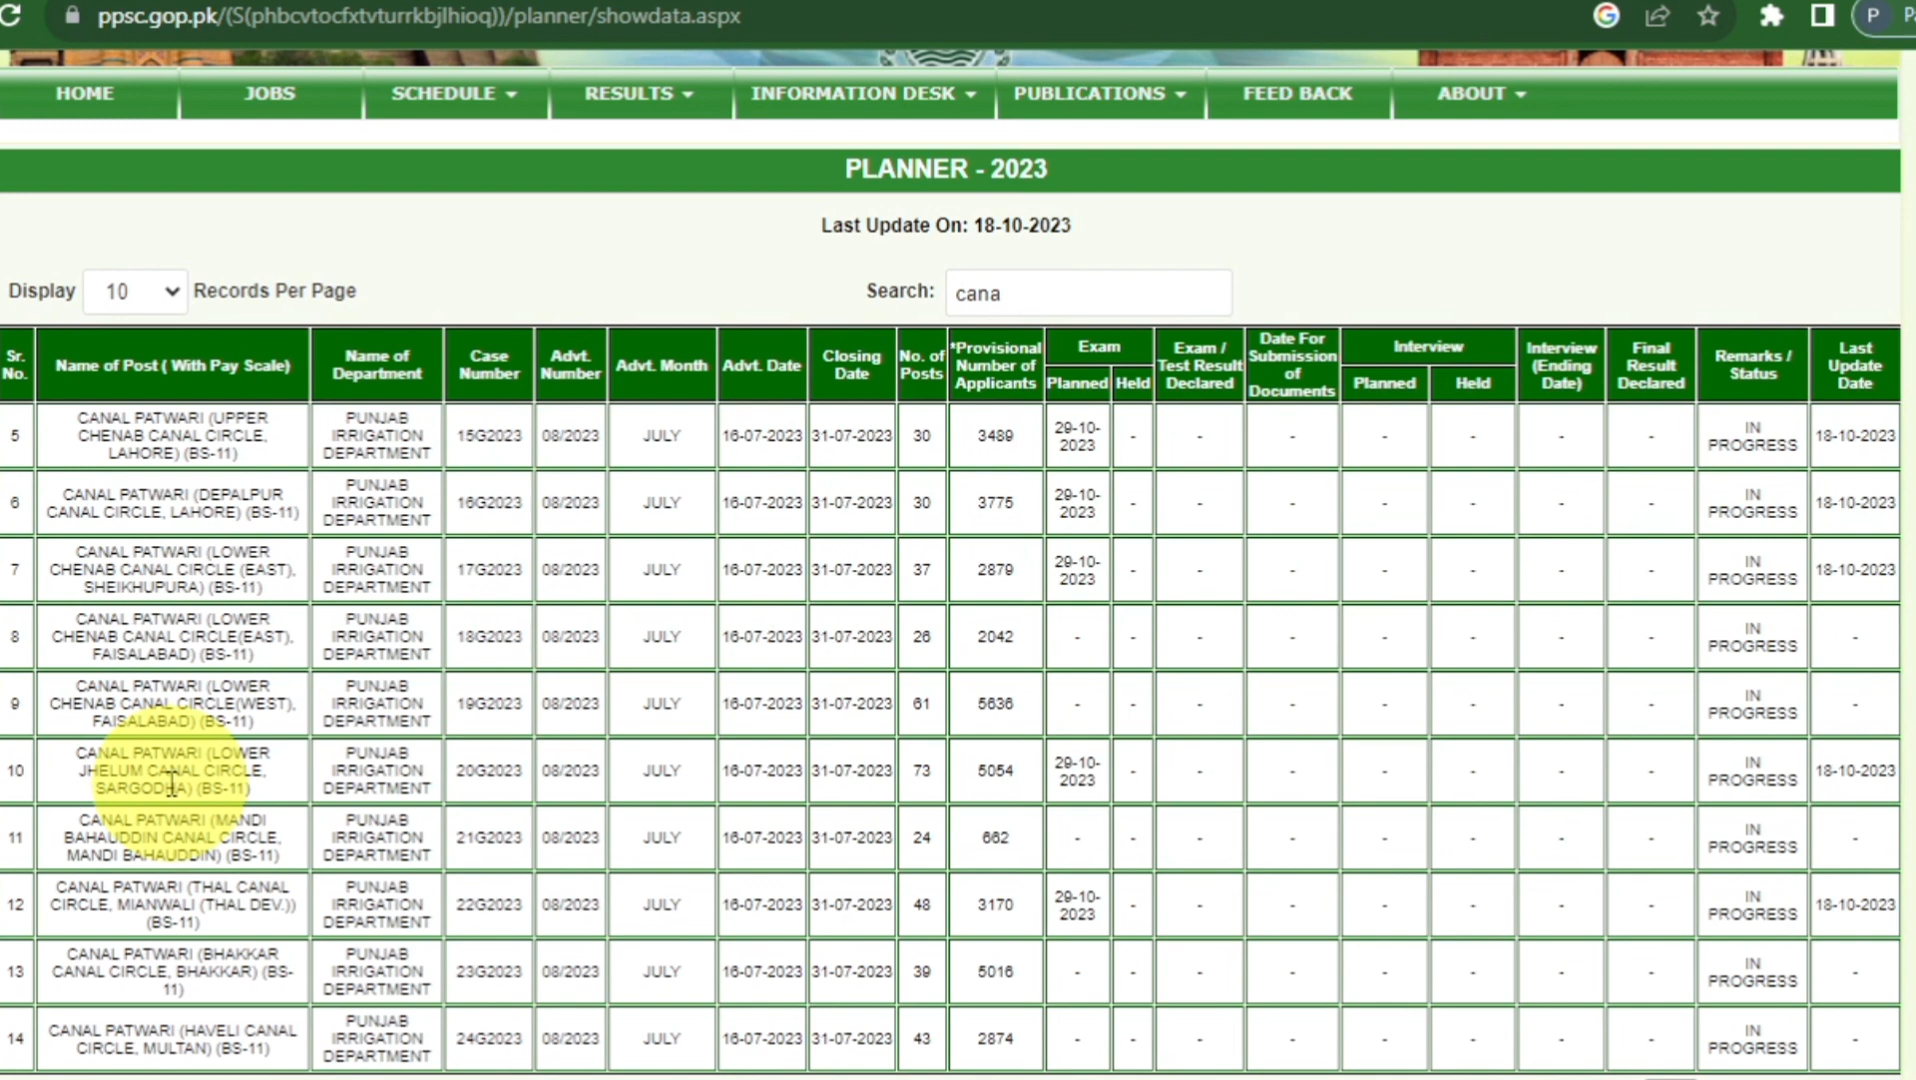 ppsc.gop.pk/(S(phbcvtocfxtvturrkbjlhioq))/planner/showdata.aspx
P
HOME JOBS SCHEDULE RESULTS INFORMATION DESK PUBLICATIONS FEED BACK ABOUT
PLANNER - 2023
Last Update On: 18-10-2023
Display 10 Records Per Page Search: cana
Sr. No. Name of Post ( With Pay Scale) Name of Department Case Number Advt. Number Advt. Month Advt. Date Closing Date No. of Posts *Provisional Number of Applicants Exam Planned Held Exam / Test Result Declared Date For Submission of Documents Interview Planned Held Interview (Ending Date) Final Result Declared Remarks / Status Last Update Date
5 CANAL PATWARI (UPPER CHENAB CANAL CIRCLE, LAHORE) (BS-11) PUNJAB IRRIGATION DEPARTMENT 15G2023 08/2023 JULY 16-07-2023 31-07-2023 30 3489 29-10-2023 - - - - - - - IN PROGRESS 18-10-2023
6 CANAL PATWARI (DEPALPUR CANAL CIRCLE, LAHORE) (BS-11) PUNJAB IRRIGATION DEPARTMENT 16G2023 08/2023 JULY 16-07-2023 31-07-2023 30 3775 29-10-2023 - - - - - - - IN PROGRESS 18-10-2023
7 CANAL PATWARI (LOWER CHENAB CANAL CIRCLE (EAST), SHEIKHUPURA) (BS-11) PUNJAB IRRIGATION DEPARTMENT 17G2023 08/2023 JULY 16-07-2023 31-07-2023 37 2879 29-10-2023 - - - - - - - IN PROGRESS 18-10-2023
8 CANAL PATWARI (LOWER CHENAB CANAL CIRCLE(EAST), FAISALABAD) (BS-11) PUNJAB IRRIGATION DEPARTMENT 18G2023 08/2023 JULY 16-07-2023 31-07-2023 26 2042 - - - - - - - - IN PROGRESS -
9 CANAL PATWARI (LOWER CHENAB CANAL CIRCLE(WEST), FAISALABAD) (BS-11) PUNJAB IRRIGATION DEPARTMENT 19G2023 08/2023 JULY 16-07-2023 31-07-2023 61 5636 - - - - - - - - IN PROGRESS -
10 CANAL PATWARI (LOWER JHELUM CANAL CIRCLE, SARGODHA) (BS-11) PUNJAB IRRIGATION DEPARTMENT 20G2023 08/2023 JULY 16-07-2023 31-07-2023 73 5054 29-10-2023 - - - - - - - IN PROGRESS 18-10-2023
11 CANAL PATWARI (MANDI BAHAUDDIN CANAL CIRCLE, MANDI BAHAUDDIN) (BS-11) PUNJAB IRRIGATION DEPARTMENT 21G2023 08/2023 JULY 16-07-2023 31-07-2023 24 662 - - - - - - - - IN PROGRESS -
12 CANAL PATWARI (THAL CANAL CIRCLE, MIANWALI (THAL DEV.)) (BS-11) PUNJAB IRRIGATION DEPARTMENT 22G2023 08/2023 JULY 16-07-2023 31-07-2023 48 3170 29-10-2023 - - - - - - - IN PROGRESS 18-10-2023
13 CANAL PATWARI (BHAKKAR CANAL CIRCLE, BHAKKAR) (BS-11) PUNJAB IRRIGATION DEPARTMENT 23G2023 08/2023 JULY 16-07-2023 31-07-2023 39 5016 - - - - - - - - IN PROGRESS -
14 CANAL PATWARI (HAVELI CANAL CIRCLE, MULTAN) (BS-11) PUNJAB IRRIGATION DEPARTMENT 24G2023 08/2023 JULY 16-07-2023 31-07-2023 43 2874 - - - - - - - - IN PROGRESS -